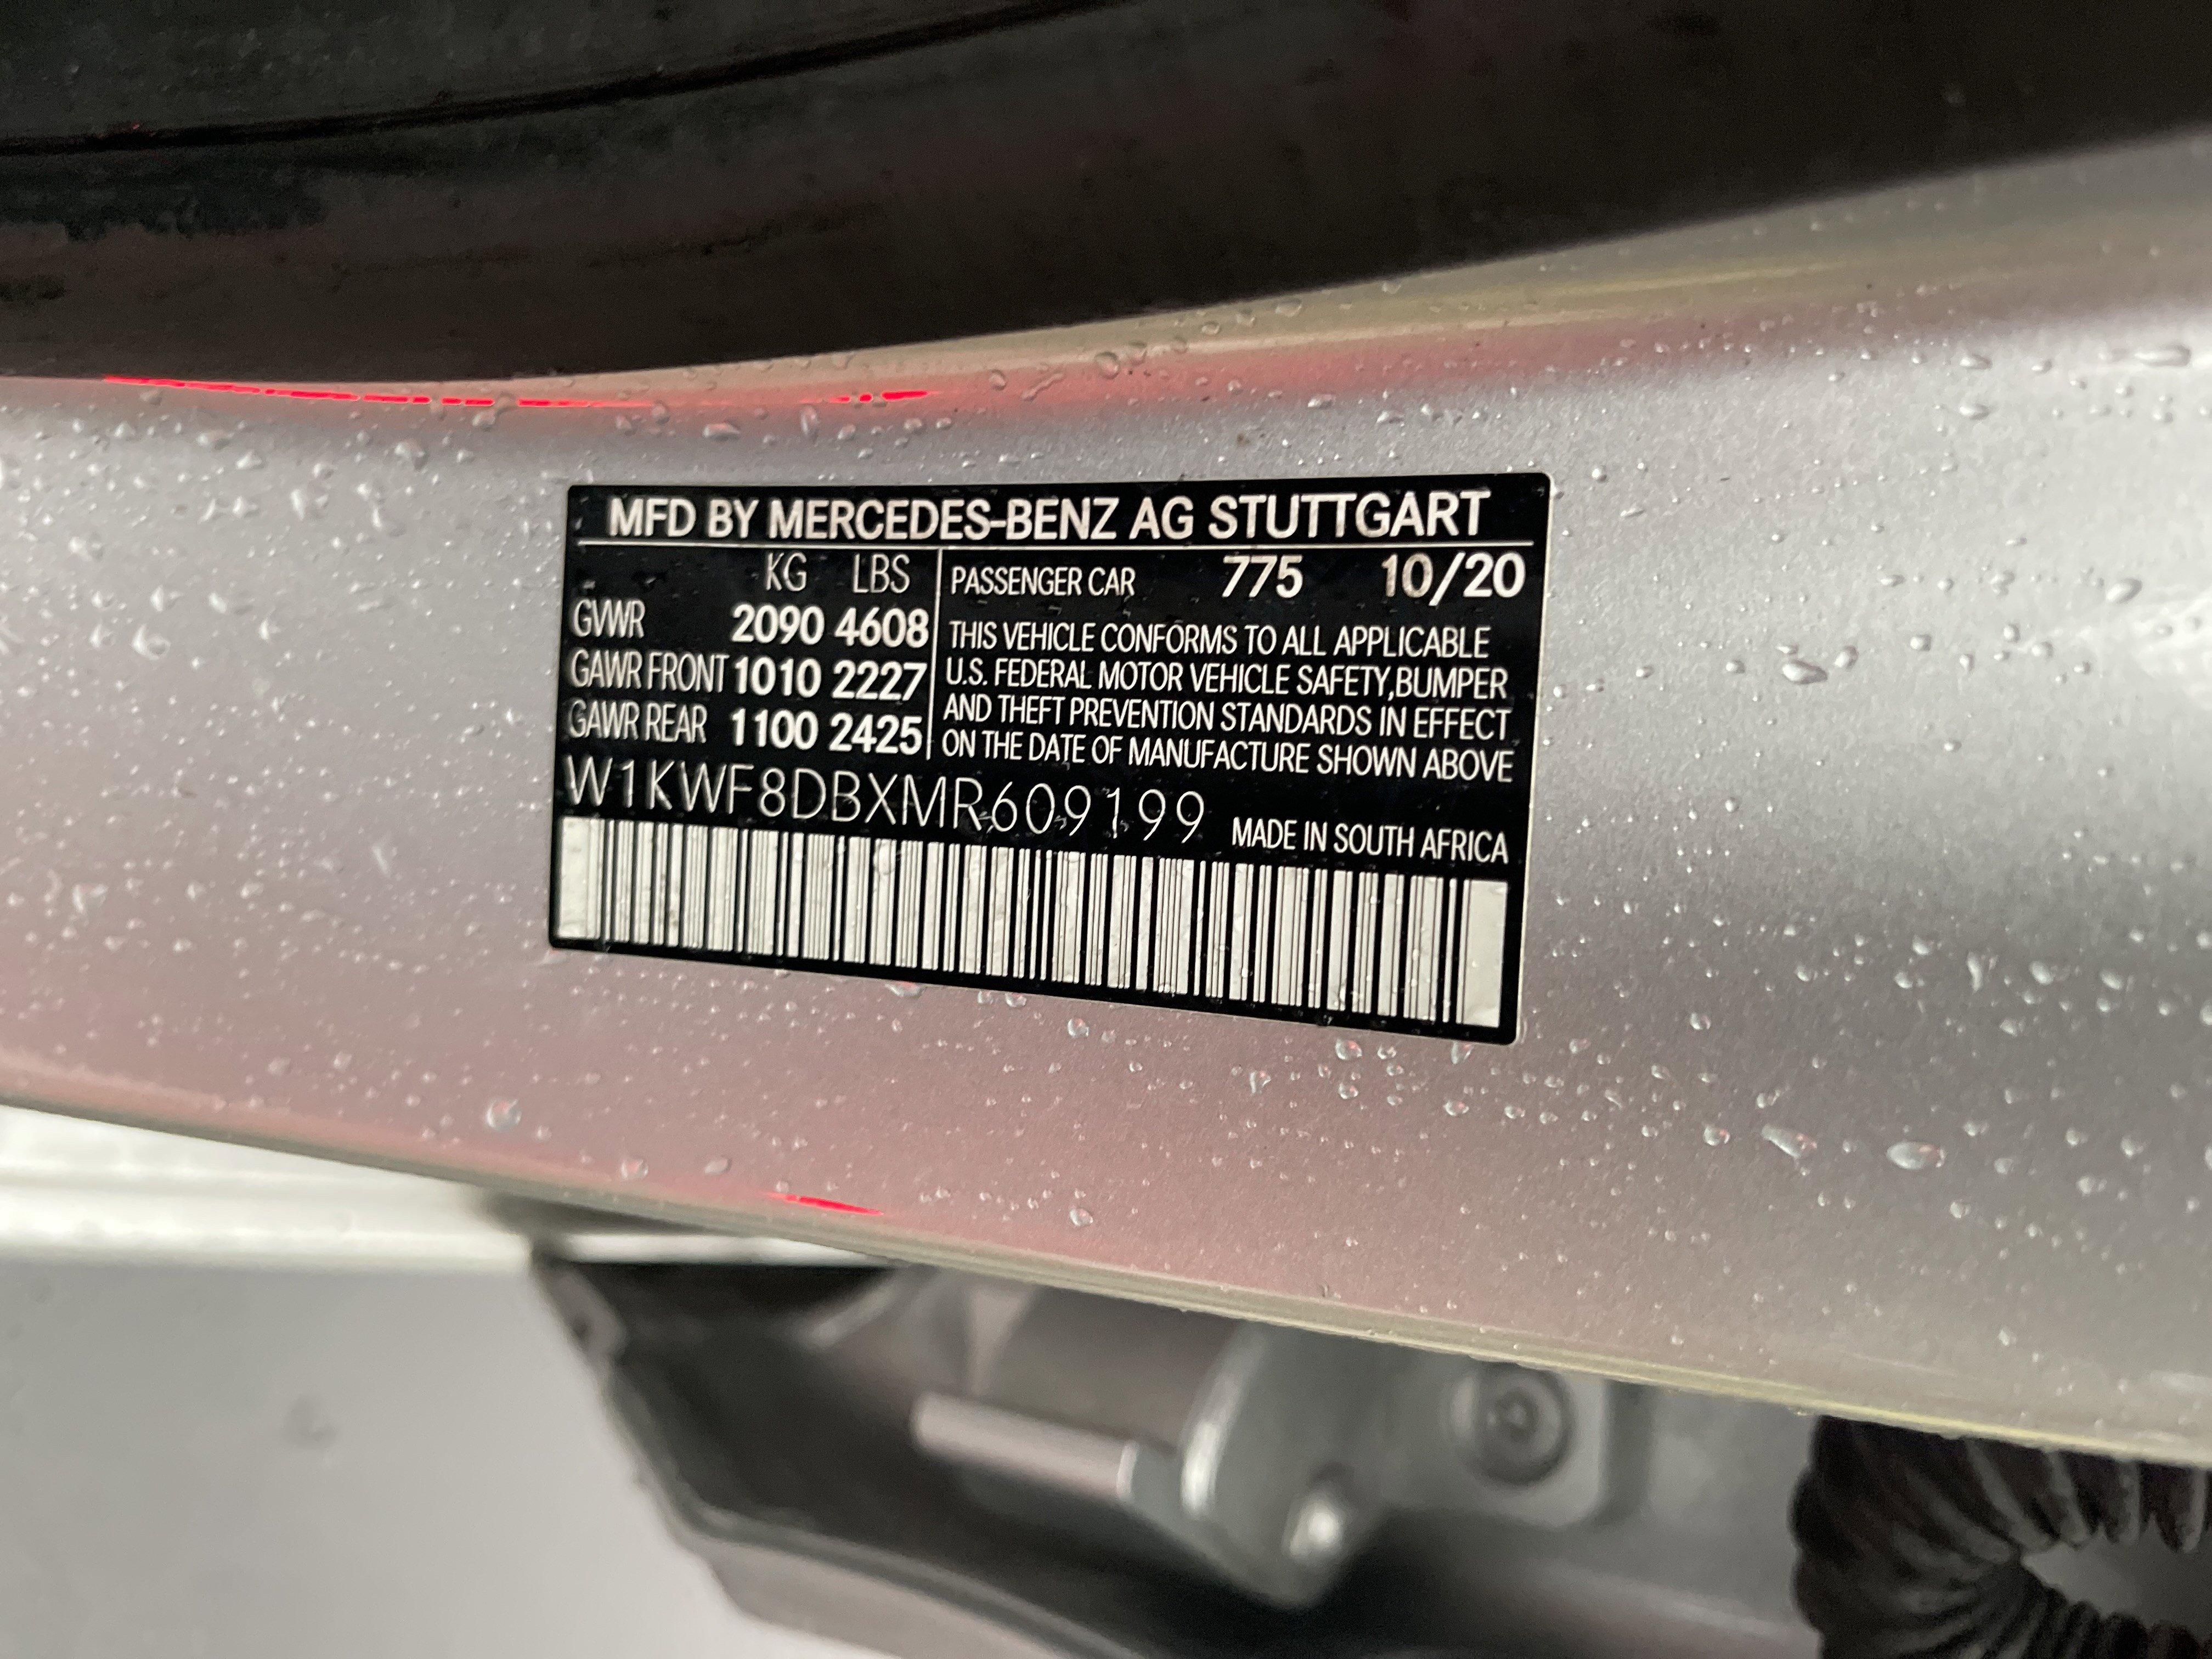 MFD BY MERCEDES-BENZ AG STUTTGART
KG LBS
GVWR 2090 4608
GAWR FRONT 1010 2227
GAWR REAR 1100 2425
PASSENGER CAR 775 10/20
THIS VEHICLE CONFORMS TO ALL APPLICABLE
U.S. FEDERAL MOTOR VEHICLE SAFETY,BUMPER
AND THEFT PREVENTION STANDARDS IN EFFECT
ON THE DATE OF MANUFACTURE SHOWN ABOVE
W1KWF8DBXMR609199 MADE IN SOUTH AFRICA